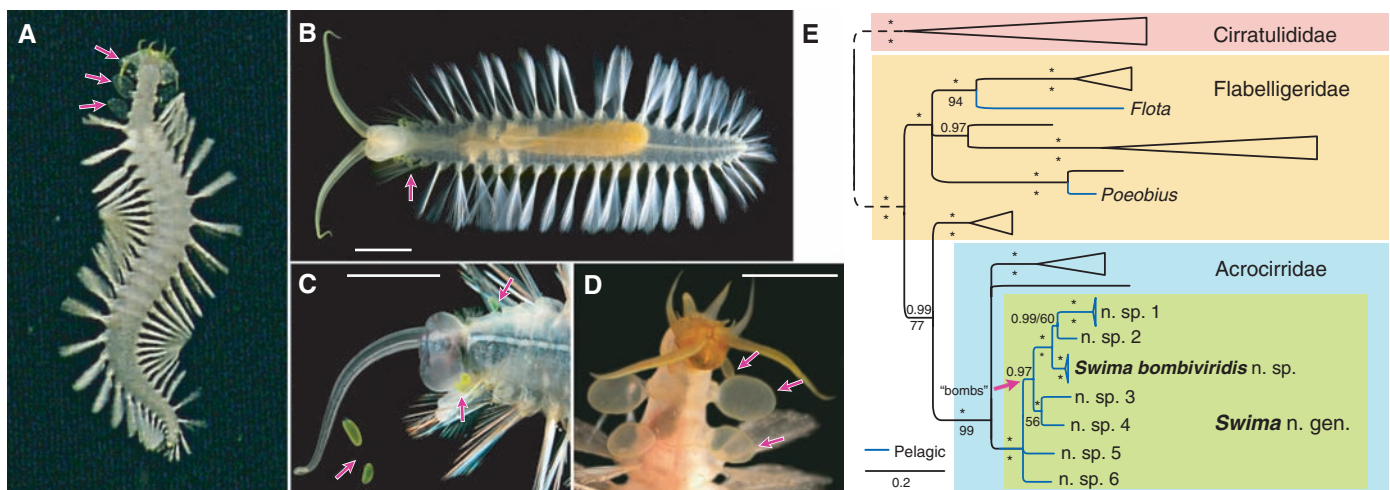 A
B
C
D
E
Cirratulididae
*
*
Flabelligeridae
*
94
*
*
Flota
*
0.97
*
*
*
*
Poeobius
*
*
*
*
Acrocirridae
*
*
0.99
77
0.99/60
*
*
n. sp. 1
n. sp. 2
*
*
*
*
Swima bombiviridis n. sp.
0.97
"bombs"
n. sp. 3
56
n. sp. 4
Swima n. gen.
*
99
*
*
n. sp. 5
n. sp. 6
Pelagic
0.2